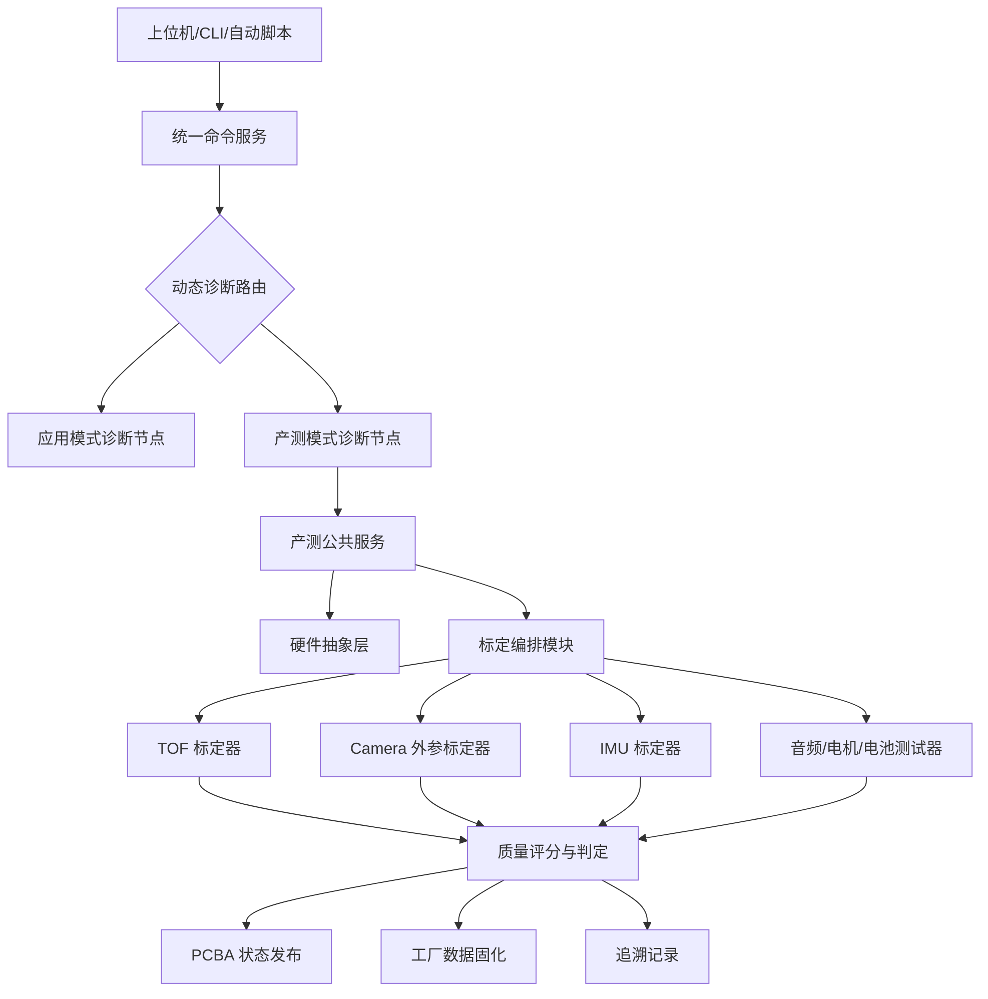 上位机/CLI/自动脚本
统一命令服务
动态诊断路由
应用模式诊断节点
产测模式诊断节点
产测公共服务
硬件抽象层
标定编排模块
TOF 标定器
Camera 外参标定器
IMU 标定器
音频/电机/电池测试器
质量评分与判定
PCBA 状态发布
工厂数据固化
追溯记录